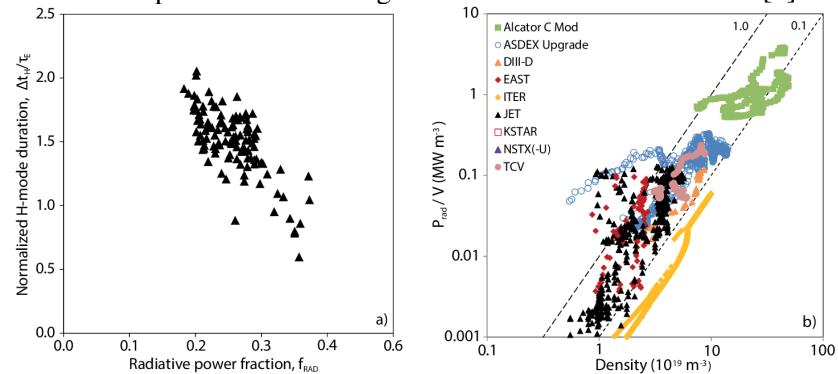 a)
2.5
2.0
1.5
1.0
0.5
0.0
0.0 0.1 0.2 0.3 0.4 0.6
Normalized H-mode duration, Δt_H/τ_E
Radiative power fraction, f_RAD
b)
1.0
0.1
Alcator C Mod
ASDEX Upgrade
DIII-D
EAST
ITER
JET
KSTAR
NSTX(-U)
TCV
10
1
0.1
0.01
0.001
0.1 1 10 100
P_rad / V (MW m⁻³)
Density (10¹⁹ m⁻³)